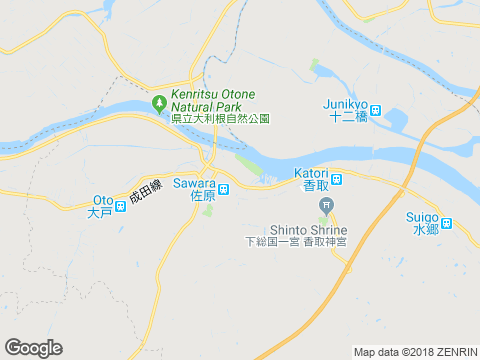 Kenritsu Otone
Natural Park
県立大利根自然公園
Junikyo
十二橋
Katori
香取
Sawara
佐原
成田線
Oto
大戸
Shinto Shrine
下総国一宮 香取神宮
Suigo
水郷
Google
Map data ©2018 ZENRIN